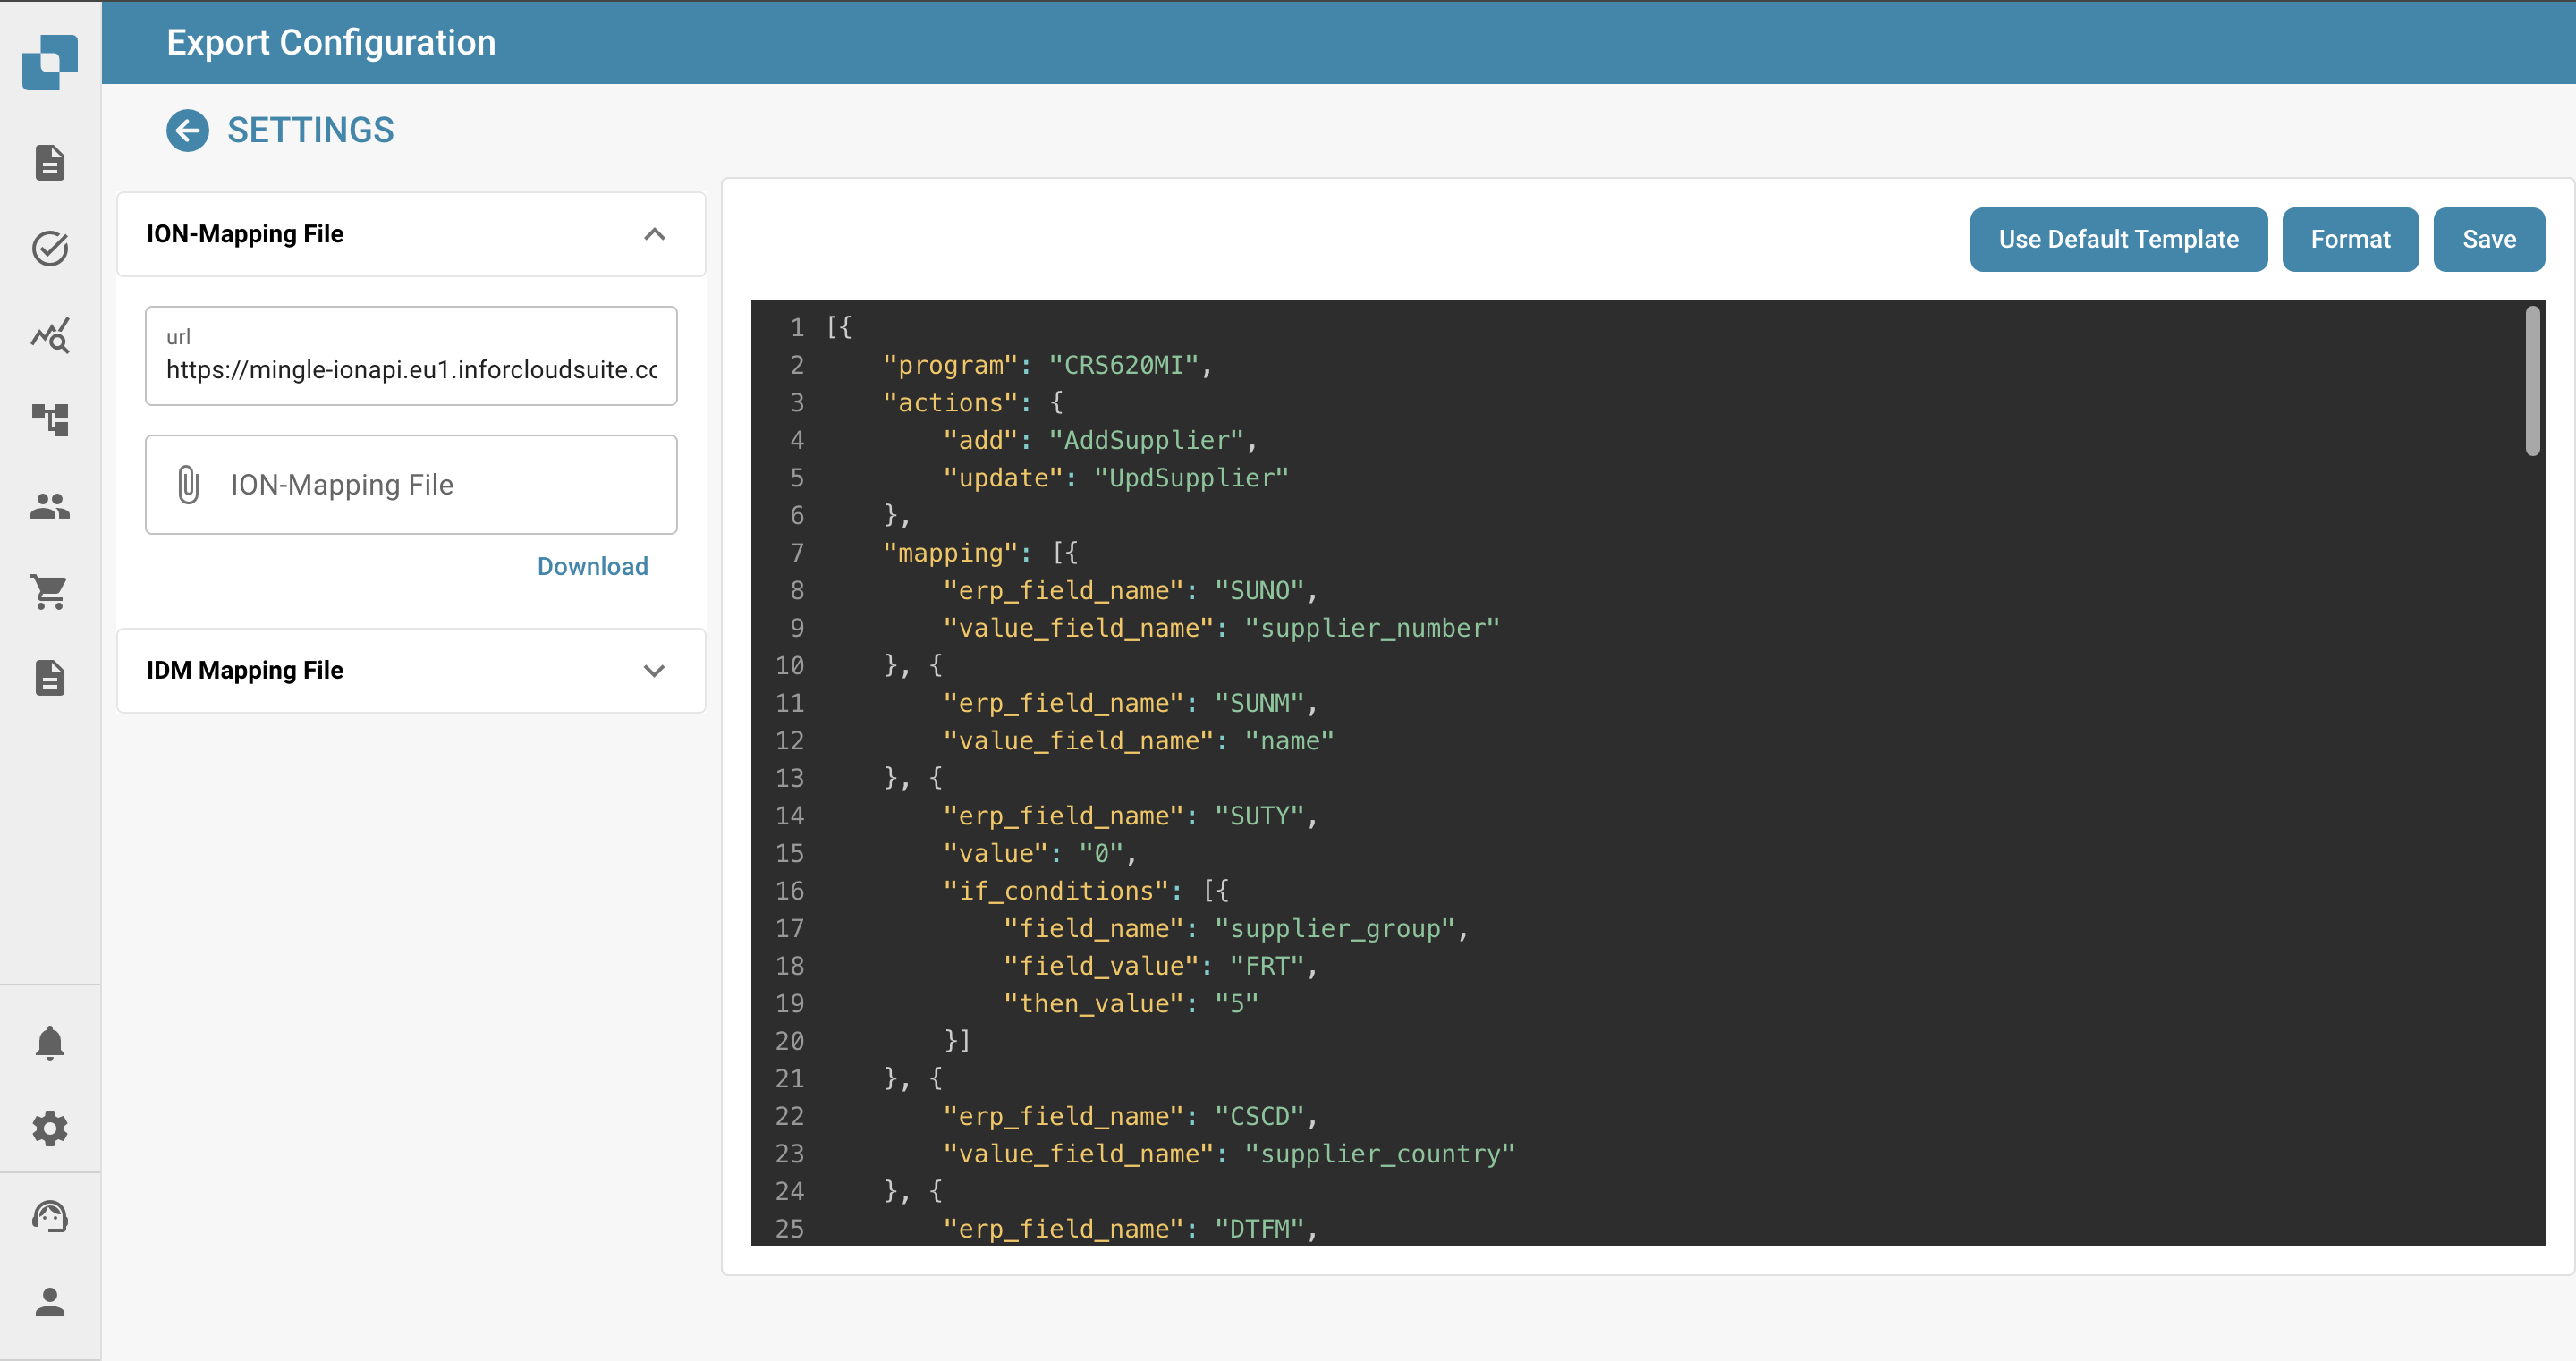 Export Configuration
SETTINGS
ION-Mapping File
url
https://mingle-ionapi.eu1.inforcloudsuite.cc
ION-Mapping File
Download
IDM Mapping File
Use Default Template
Format
Save
1 [{
2 "program": "CRS620MI",
3 "actions": {
4 "add": "AddSupplier",
5 "update": "UpdSupplier"
6 },
7 "mapping": [{
8 "erp_field_name": "SUNO",
9 "value_field_name": "supplier_number"
10 }, {
11 "erp_field_name": "SUNM",
12 "value_field_name": "name"
13 }, {
14 "erp_field_name": "SUTY",
15 "value": "0",
16 "if_conditions": [{
17 "field_name": "supplier_group",
18 "field_value": "FRT",
19 "then_value": "5"
20 }]
21 }, {
22 "erp_field_name": "CSCD",
23 "value_field_name": "supplier_country"
24 }, {
25 "erp_field_name": "DTFM",